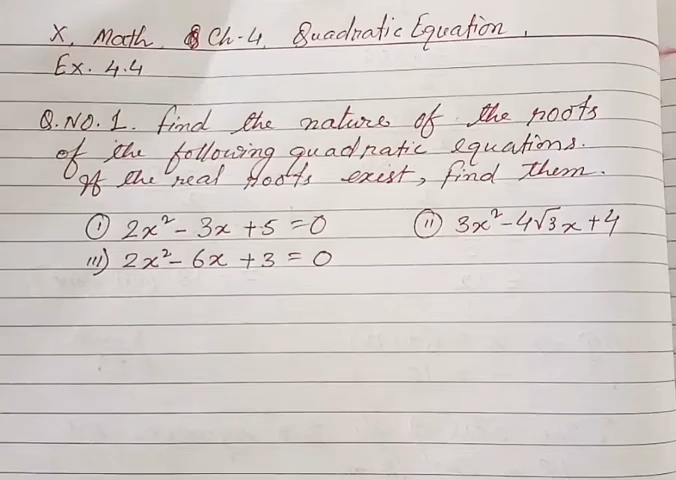 X. Math Ch-4. Quadratic Equation.
Ex. 4.4
Q.NO.1. find the nature of the roots
of the following quadratic equations.
If the real roots exist, find them.
(i) 2x² - 3x + 5 = 0 (ii) 3x² - 4√3x + 4
iii) 2x² - 6x + 3 = 0